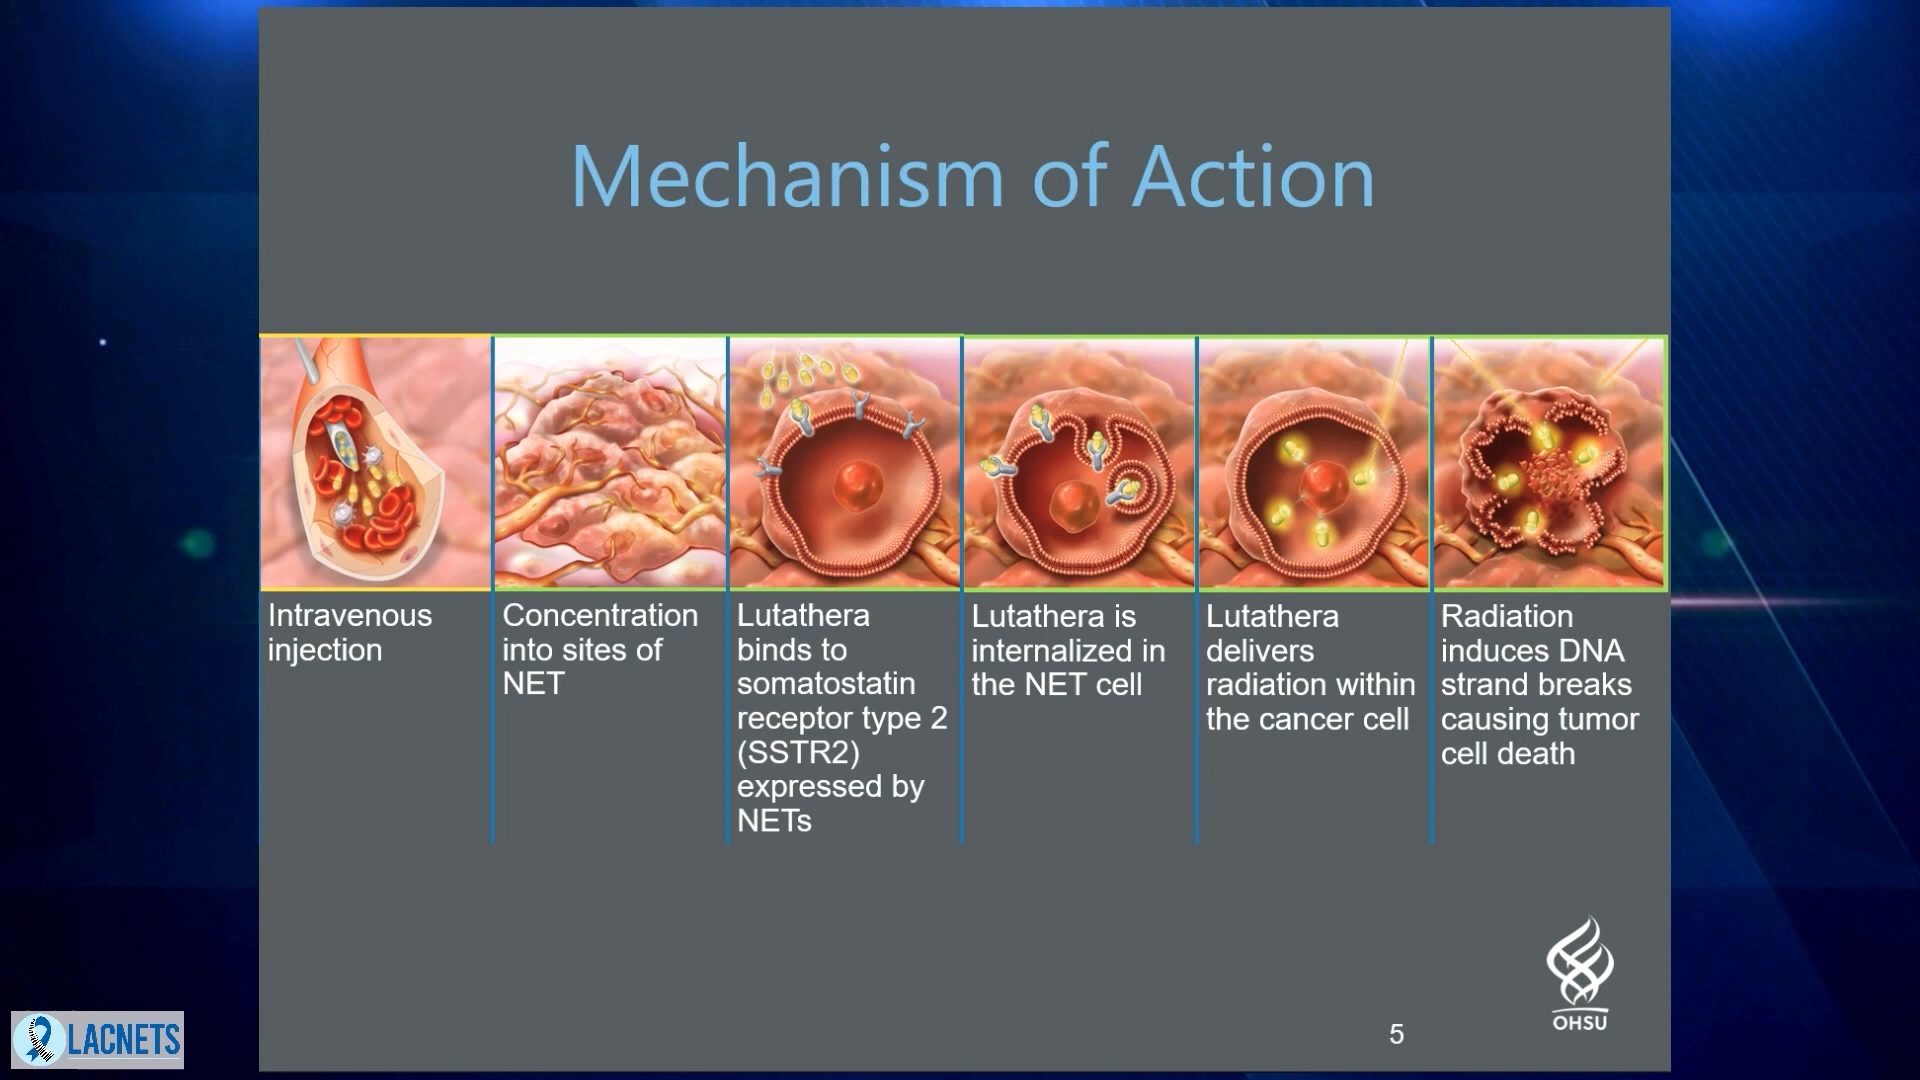 Mechanism of Action
Intravenous
injection
Concentration
into sites of
NET
Lutathera
binds to
somatostatin
receptor type 2
(SSTR2)
expressed by
NETs
Lutathera is
internalized in
the NET cell
Lutathera
delivers
radiation within
the cancer cell
Radiation
induces DNA
strand breaks
causing tumor
cell death
OHSU
5
LACNETS